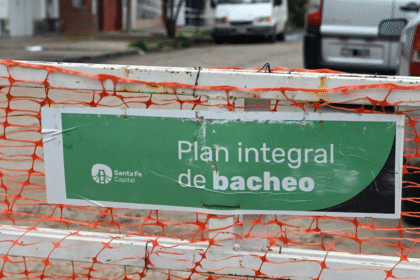 Santa Fe
Capital
Plan integral
de bacheo